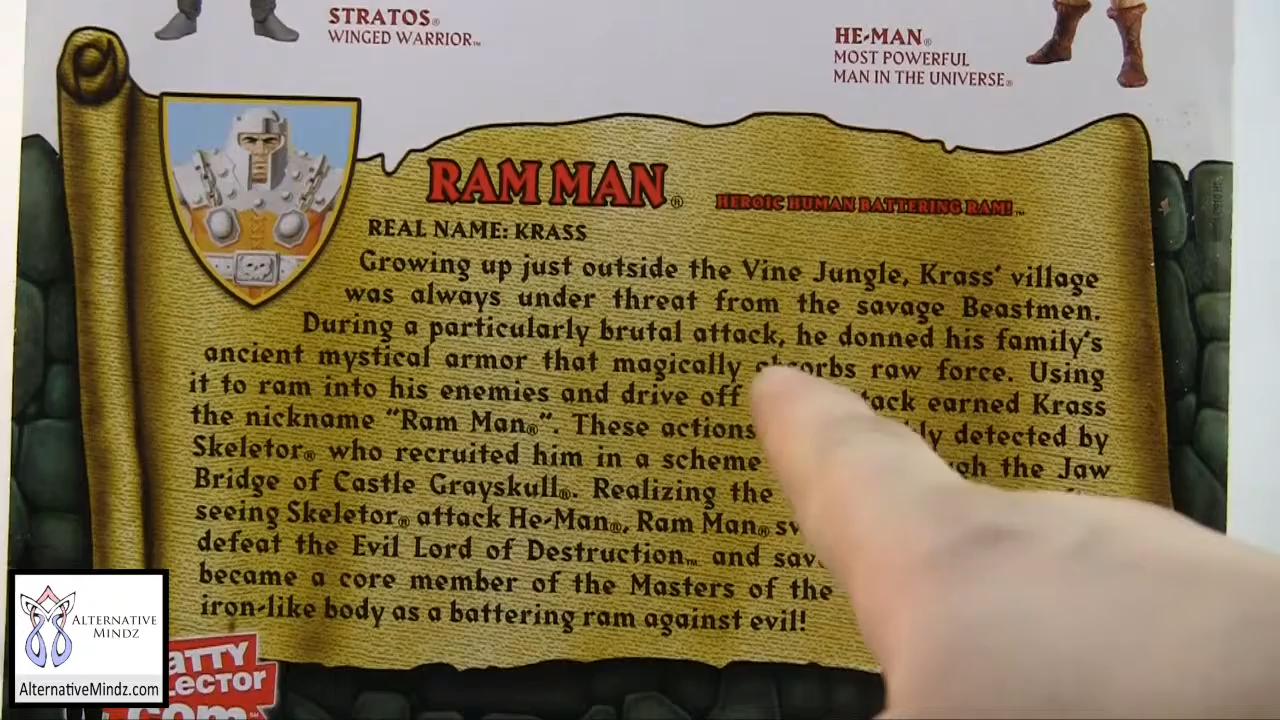 STRATOS®
WINGED WARRIOR™
HE-MAN®
MOST POWERFUL
MAN IN THE UNIVERSE®
RAM MAN®
HEROIC HUMAN BATTERING RAM!™
REAL NAME: KRASS
Growing up just outside the Vine Jungle, Krass' village
was always under threat from the savage Beastmen.
During a particularly brutal attack, he donned his family's
ancient mystical armor that magically absorbs raw force. Using
it to ram into his enemies and drive off attack earned Krass
the nickname "Ram Man®". These actions detected by
Skeletor® who recruited him in a scheme the Jaw
Bridge of Castle Grayskull®. Realizing the
seeing Skeletor® attack He-Man®, Ram Man®
defeat the Evil Lord of Destruction™ and
became a core member of the Masters of the
iron-like body as a battering ram against evil!
ALTERNATIVE
MINDZ
AlternativeMindz.com